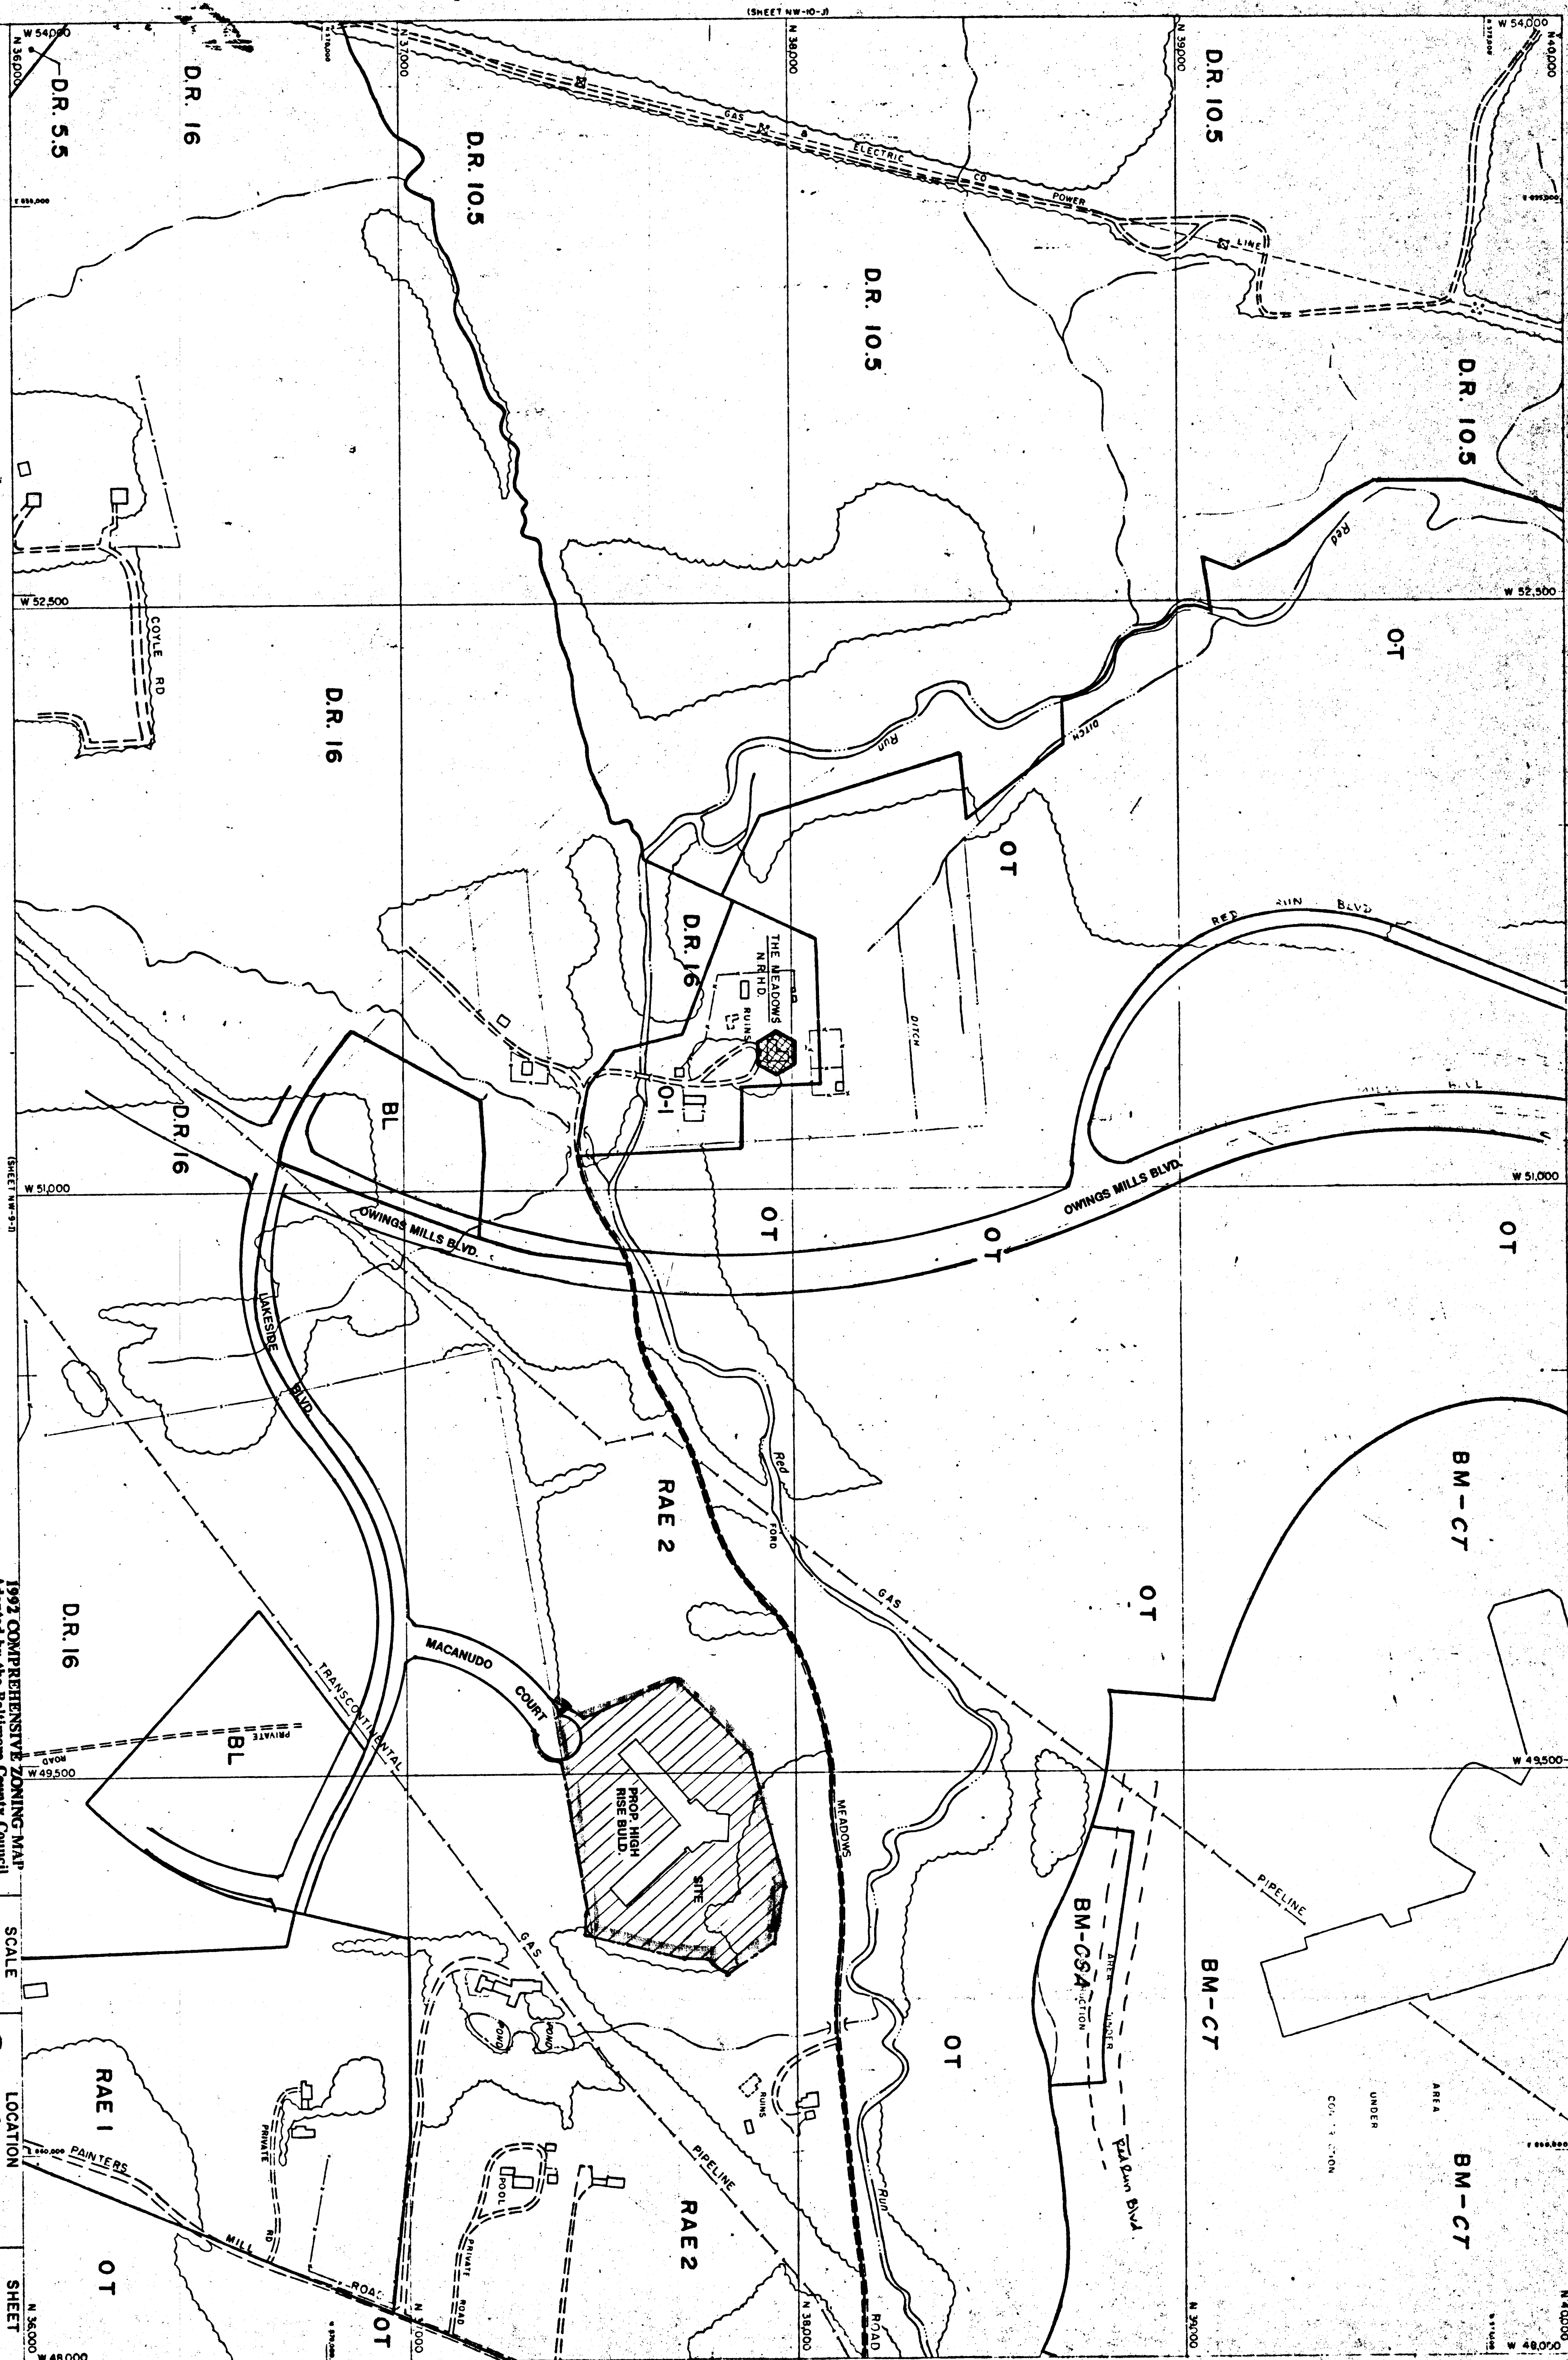 (SHEET NW-10-J)
W 54,000
N 36,000
D.R. 5.5
D.R. 16
N 37,000
D.R. 10.5
N 38,000
GAS & ELECTRIC CO POWER LINE
N 39,000
D.R. 10.5
W 54,000
N 40,000
D.R. 10.5
D.R. 10.5
Red
Run
W 52,500
W 52,500
COYLE RD
D.R. 16
OT
DITCH
OT
D.R. 16
THE MEADOWS
N.R.H.D.
RUINS
O-1
DITCH
RED RUN BLVD
D.R. 16
BL
(SHEET NW-9-J)
W 51,000
W 51,000
OWINGS MILLS BLVD.
OWINGS MILLS BLVD.
OT
OT
OT
LAKESIDE BLVD.
RAE 2
Red
FORD
GAS
PIPELINE
OT
BM-CT
D.R. 16
MACANUDO COURT
TRANSCONTINENTAL
GAS
PIPELINE
PRIVATE ROAD
BL
W 49,500
W 49,500
PROP. HIGH
RISE BUILD.
SITE
MEADOWS
ROAD
BM-CSA
AREA UNDER
BM-CT
OT
Red Run Blvd.
AREA
UNDER
BM-CT
POND
POND
RUINS
RAE 1
PRIVATE
RD
POOL
PRIVATE ROAD
RAE 2
Run
PAINTERS
MILL
ROAD
OT
OT
N 36,000
W 48,000
N 38,000
N 39,000
W 48,000
1992 COMPREHENSIVE ZONING MAP
Adopted by the Baltimore County Council
SCALE
LOCATION
SHEET